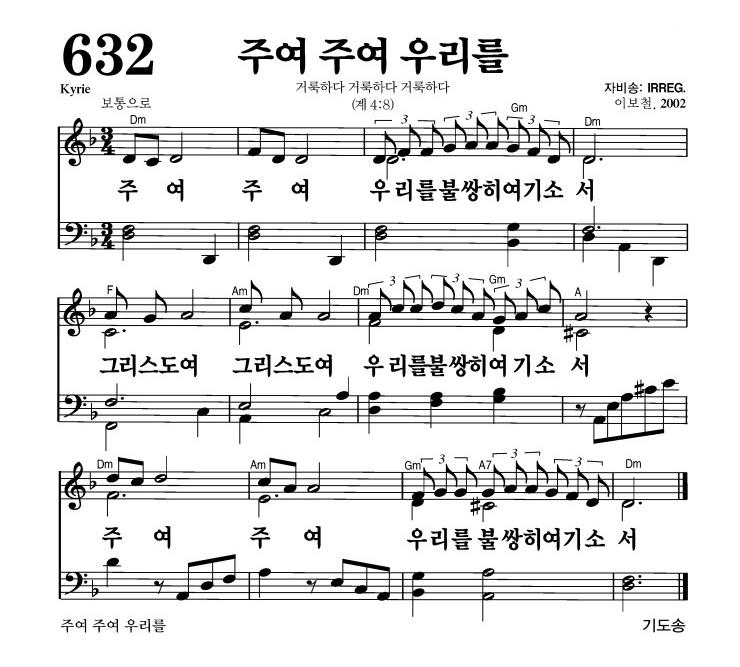 632 주여 주여 우리를
Kyrie 거룩하다 거룩하다 거룩하다 자비송: IRREG.
보통으로 (계 4:8) 이보철, 2002
Dm Gm Dm
3 3 3
주 여 주 여 우리를불쌍히여기소 서
F Am Dm Gm A
3 3 3
그리스도여 그리스도여 우 리를불쌍히여기소 서
Dm Am Gm A7 Dm
3 3 3
주 여 주 여 우리를 불쌍히여기소 서
주여 주여 우리를 기도송